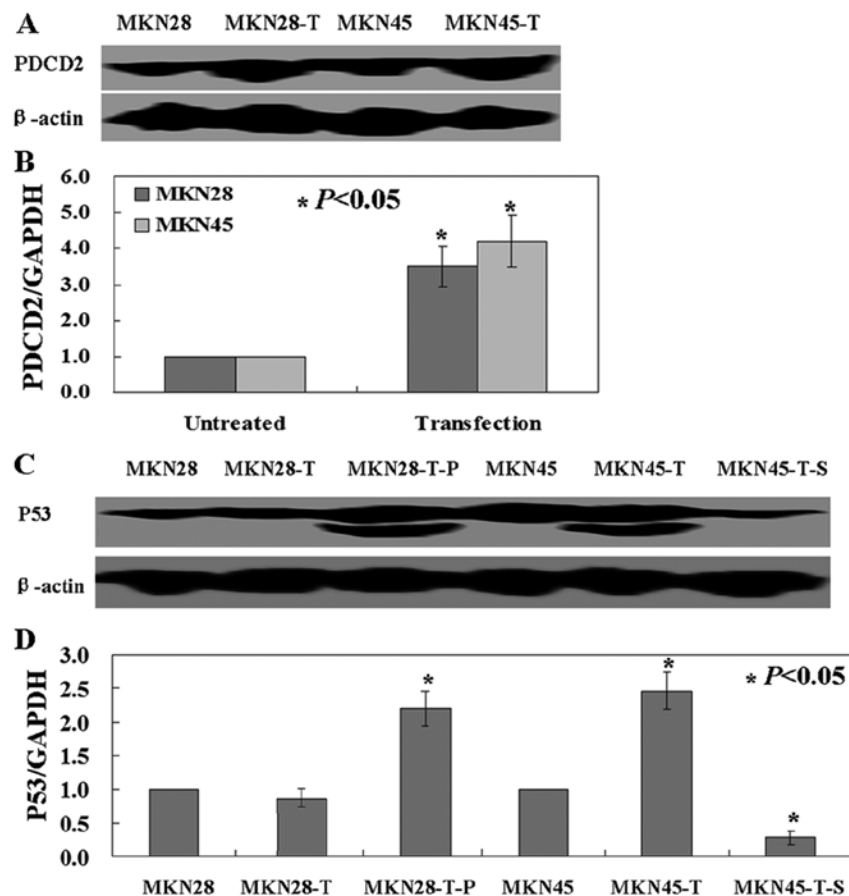 A
MKN28 MKN28-T MKN45 MKN45-T
PDCD2
β-actin
B
PDCD2/GAPDH
6.0
5.0
4.0
3.0
2.0
1.0
0.0
MKN28
MKN45
* P<0.05
* *
Untreated Transfection
C
MKN28 MKN28-T MKN28-T-P MKN45 MKN45-T MKN45-T-S
P53
β-actin
D
P53/GAPDH
3.0
2.5
2.0
1.5
1.0
0.5
0.0
* * *
* P<0.05
MKN28 MKN28-T MKN28-T-P MKN45 MKN45-T MKN45-T-S